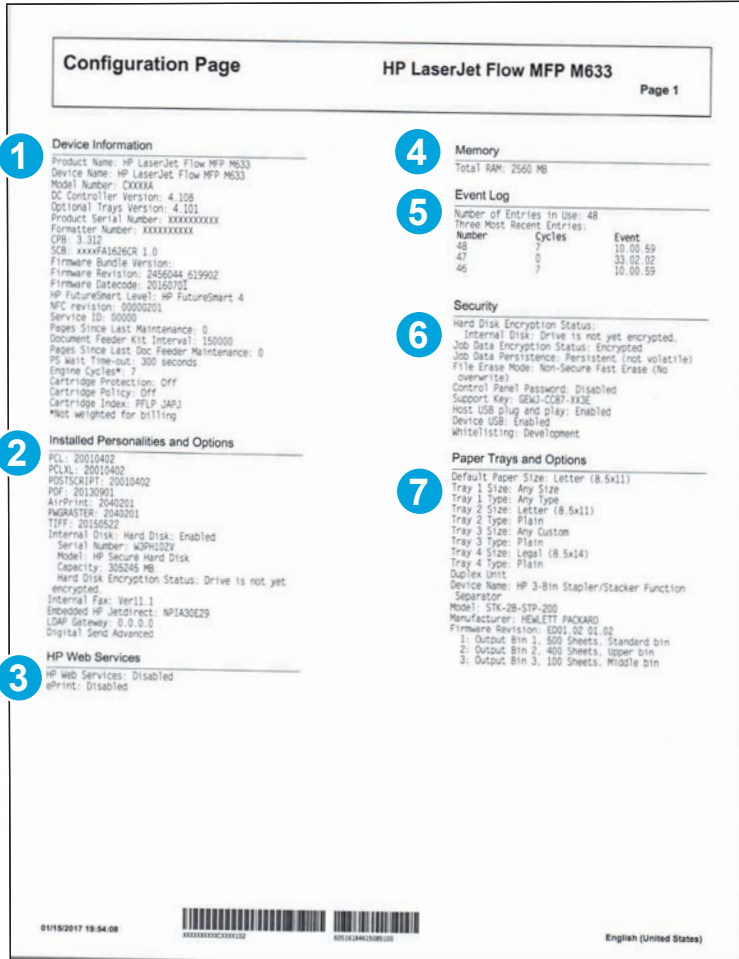 Configuration Page
HP LaserJet Flow MFP M633
Page 1
1
Device Information
Product Name: HP LaserJet Flow MFP M633
Device Name: HP LaserJet Flow MFP M633
Model Number: CXXXXA
DC Controller Version: 4.108
Optional Trays Version: 4.101
Product Serial Number: XXXXXXXXXX
Formatter Number: XXXXXXXXXX
CPB: 3.312
SCB: xxxxFA1626CR 1.0
Firmware Bundle Version:
Firmware Revision: 2456044_619902
Firmware Datecode: 20160701
HP FutureSmart Level: HP FutureSmart 4
NFC revision: 00000201
Service ID: 00000
Pages Since Last Maintenance: 0
Document Feeder Kit Interval: 150000
Pages Since Last Doc Feeder Maintenance: 0
PS Wait Time-out: 300 seconds
Engine Cycles*: 7
Cartridge Protection: Off
Cartridge Policy: Off
Cartridge Index: PFLP JAPJ
*Not weighted for billing
2
Installed Personalities and Options
PCL: 20010402
PCLXL: 20010402
POSTSCRIPT: 20010402
PDF: 20130901
AirPrint: 2040201
PWGRASTER: 2040201
TIFF: 20150522
Internal Disk: Hard Disk: Enabled
Serial Number: W3PH10ZV
Model: HP Secure Hard Disk
Capacity: 305245 MB
Hard Disk Encryption Status: Drive is not yet
encrypted.
Internal Fax: Ver11.1
Embedded HP Jetdirect: NPIA30E29
LDAP Gateway: 0.0.0.0
Digital Send Advanced
3
HP Web Services
HP Web Services: Disabled
ePrint: Disabled
4
Memory
Total RAM: 2560 MB
5
Event Log
Number of Entries in Use: 48
Three Most Recent Entries:
Number Cycles Event
48 7 10.00.59
47 0 33.02.02
46 7 10.00.59
6
Security
Hard Disk Encryption Status:
Internal Disk: Drive is not yet encrypted.
Job Data Encryption Status: Encrypted
Job Data Persistence: Persistent (not volatile)
File Erase Mode: Non-Secure Fast Erase (No
overwrite)
Control Panel Password: Disabled
Support Key: GEWJ-CC87-XX3E
Host USB plug and play: Enabled
Device USB: Enabled
Whitelisting: Development
7
Paper Trays and Options
Default Paper Size: Letter (8.5x11)
Tray 1 Size: Any Size
Tray 1 Type: Any Type
Tray 2 Size: Letter (8.5x11)
Tray 2 Type: Plain
Tray 3 Size: Any Custom
Tray 3 Type: Plain
Tray 4 Size: Legal (8.5x14)
Tray 4 Type: Plain
Duplex Unit
Device Name: HP 3-Bin Stapler/Stacker Function
Separator
Model: STK-2B-STP-200
Manufacturer: HEWLETT PACKARD
Firmware Revision: ED01.02 01.02
1: Output Bin 1, 500 Sheets, Standard bin
2: Output Bin 2, 400 Sheets, Upper bin
3: Output Bin 3, 100 Sheets, Middle bin
01/15/2017 19:54:08
English (United States)